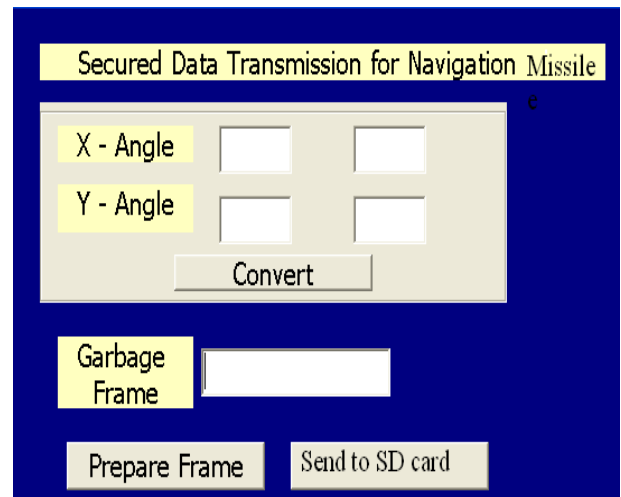 Secured Data Transmission for Navigation Missile
e
X - Angle
Y - Angle
Convert
Garbage
Frame
Prepare Frame
Send to SD card